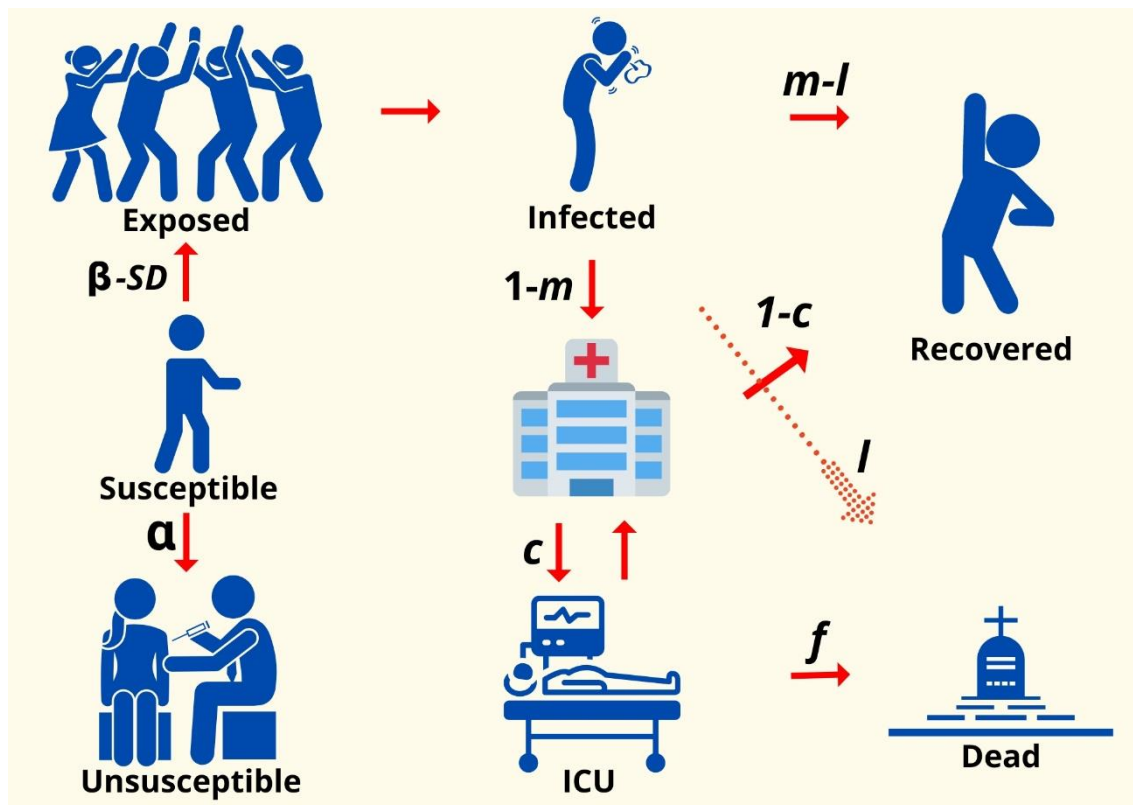 m-l
Exposed
Infected
β-SD
1-m
1-c
Recovered
l
Susceptible
α
c
f
Unsusceptible
ICU
Dead